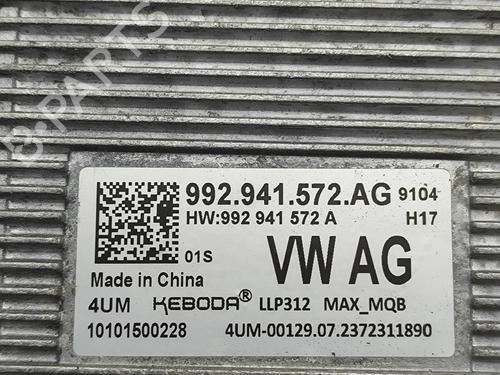 B-PARTS
992.941.572.AG 9104
HW:992 941 572 A H17
01S VW AG
Made in China
4UM KEBODA® LLP312 MAX_MQB
10101500228 4UM-00129.07.2372311890